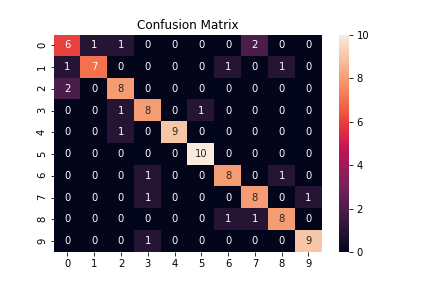 Confusion Matrix
0 6 1 1 0 0 0 0 2 0 0
1 1 7 0 0 0 0 1 0 1 0
2 2 0 8 0 0 0 0 0 0 0
3 0 0 1 8 0 1 0 0 0 0
4 0 0 1 0 9 0 0 0 0 0
5 0 0 0 0 0 10 0 0 0 0
6 0 0 0 1 0 0 8 0 1 0
7 0 0 0 1 0 0 0 8 0 1
8 0 0 0 0 0 0 1 1 8 0
9 0 0 0 1 0 0 0 0 0 9
0 1 2 3 4 5 6 7 8 9
10
8
6
4
2
0